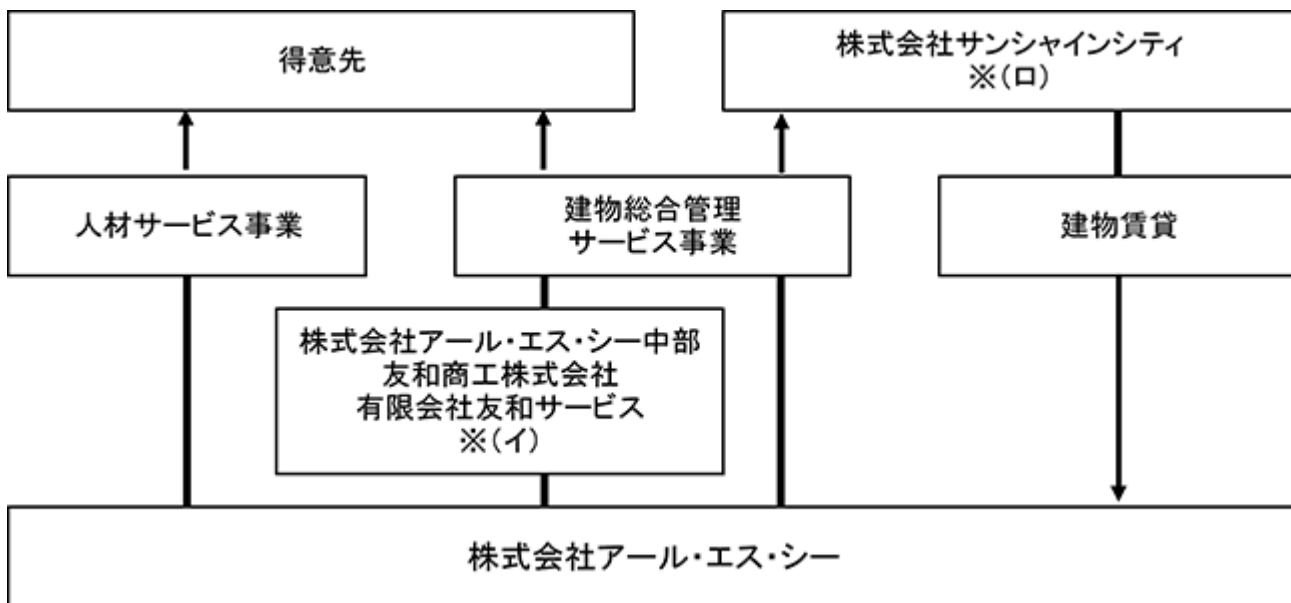 得意先
株式会社サンシャインシティ
※(ロ)
人材サービス事業
建物総合管理
サービス事業
建物賃貸
株式会社アール・エス・シー中部
友和商工株式会社
有限会社友和サービス
※(イ)
株式会社アール・エス・シー